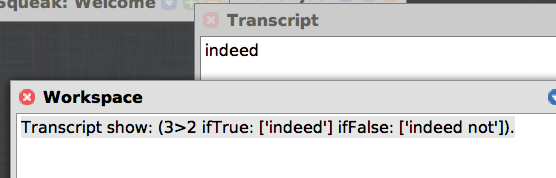 Squeak: Welcome
Transcript
indeed
Workspace
Transcript show: (3>2 ifTrue: ['indeed'] ifFalse: ['indeed not']).